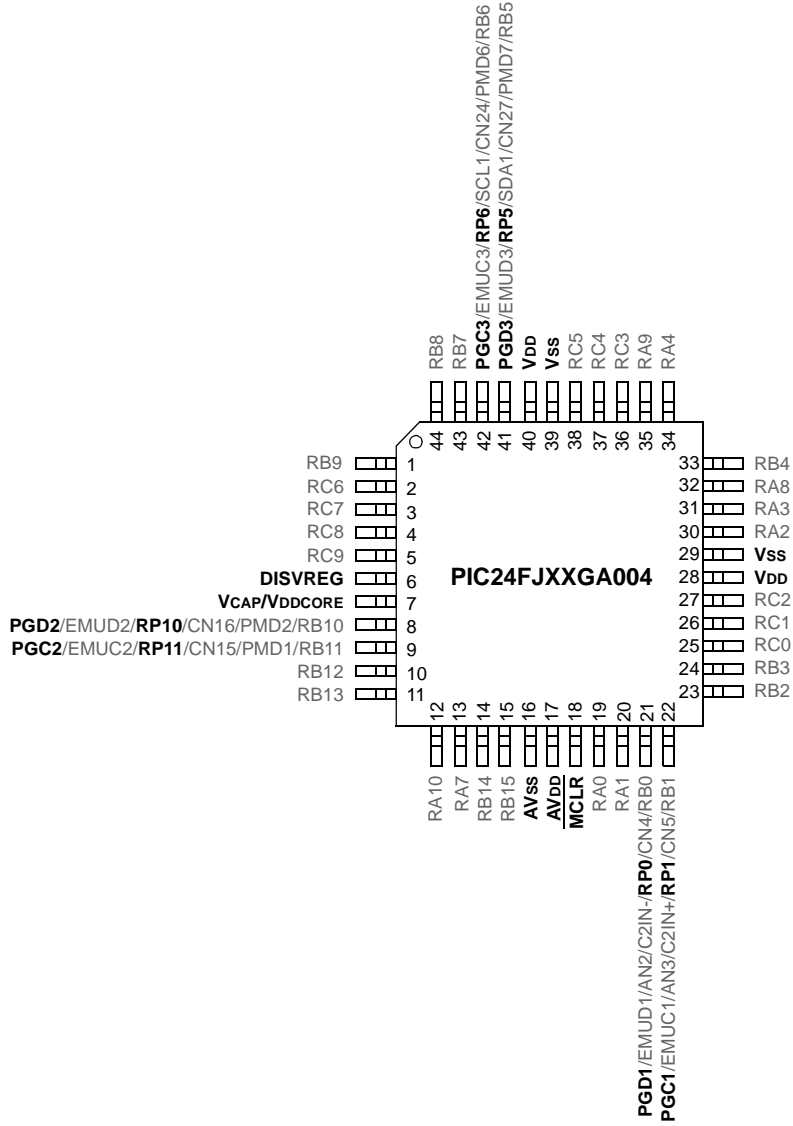 PGC3/EMUC3/RP6/SCL1/CN24/PMD6/RB6
PGD3/EMUD3/RP5/SDA1/CN27/PMD7/RB5
RB8
RB7
VDD
VSS
RC5
RC4
RC3
RA9
RA4
44
43
42
41
40
39
38
37
36
35
34
RB9 1
RC6 2
RC7 3
RC8 4
RC9 5
DISVREG 6
VCAP/VDDCORE 7
PGD2/EMUD2/RP10/CN16/PMD2/RB10 8
PGC2/EMUC2/RP11/CN15/PMD1/RB11 9
RB12 10
RB13 11
PIC24FJXXGA004
33 RB4
32 RA8
31 RA3
30 RA2
29 VSS
28 VDD
27 RC2
26 RC1
25 RC0
24 RB3
23 RB2
12
13
14
15
16
17
18
19
20
21
22
RA10
RA7
RB14
RB15
AVSS
AVDD
MCLR
RA0
RA1
PGD1/EMUD1/AN2/C2IN-/RP0/CN4/RB0
PGC1/EMUC1/AN3/C2IN+/RP1/CN5/RB1